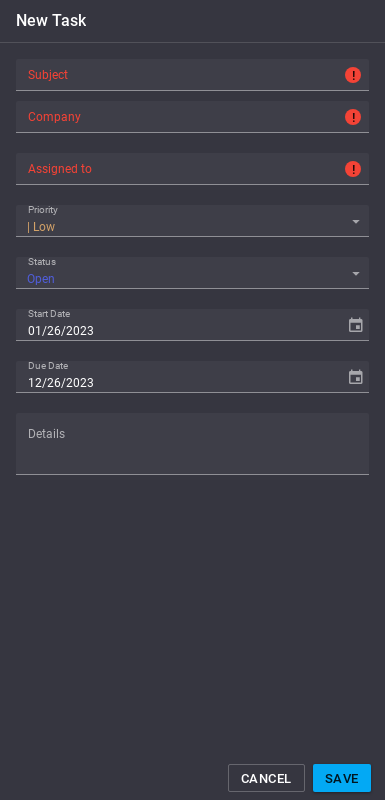 New Task
Subject
Company
Assigned to
Priority
| Low
Status
Open
Start Date
01/26/2023
Due Date
12/26/2023
Details
CANCEL SAVE